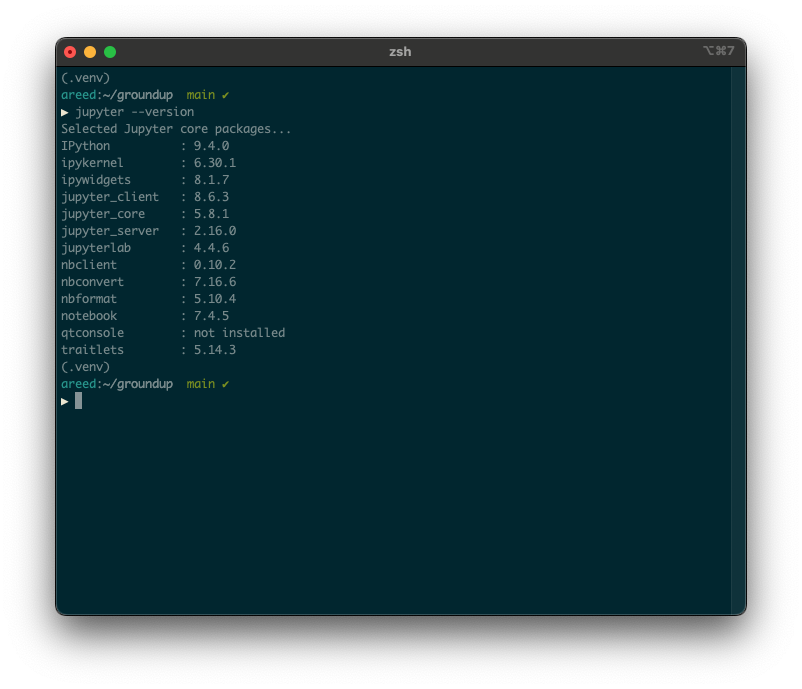 zsh
⌥⌘7
(.venv)
areed:~/groundup  main ✔
▶ jupyter --version
Selected Jupyter core packages...
IPython          : 9.4.0
ipykernel        : 6.30.1
ipywidgets       : 8.1.7
jupyter_client   : 8.6.3
jupyter_core     : 5.8.1
jupyter_server   : 2.16.0
jupyterlab       : 4.4.6
nbclient         : 0.10.2
nbconvert        : 7.16.6
nbformat         : 5.10.4
notebook         : 7.4.5
qtconsole        : not installed
traitlets        : 5.14.3
(.venv)
areed:~/groundup  main ✔
▶